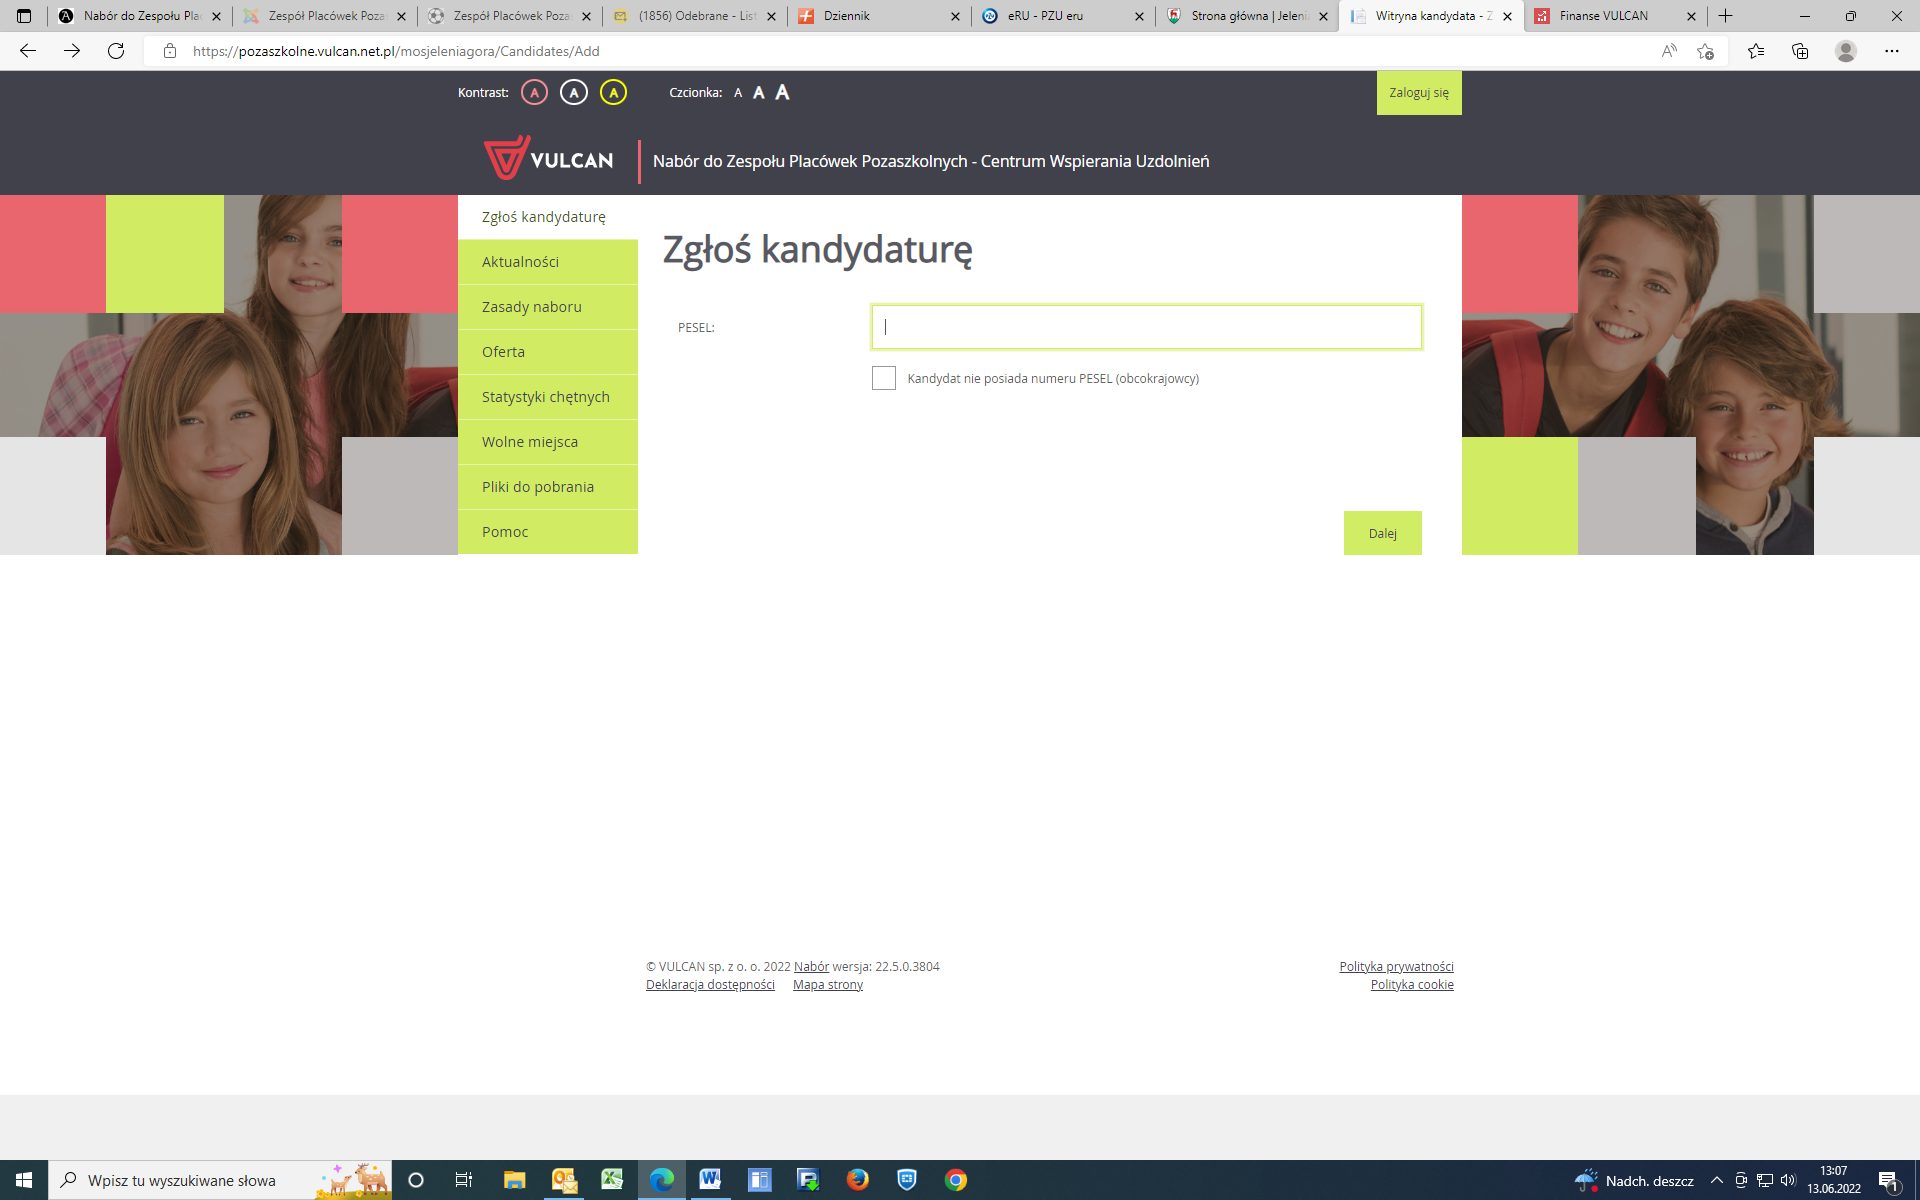 Nabór do Zespołu Plac
Zespół Placówek Pozas
Zespół Placówek Pozas
(1856) Odebrane - List
Dziennik
eRU - PZU eru
Strona główna | Jeleni
Witryna kandydata - Z
Finanse VULCAN
https://pozaszkolne.vulcan.net.pl/mosjeleniagora/Candidates/Add
Kontrast: A A A Czcionka: A A A
Zaloguj się
VULCAN
Nabór do Zespołu Placówek Pozaszkolnych - Centrum Wspierania Uzdolnień
Zgłoś kandydaturę
Aktualności
Zasady naboru
Oferta
Statystyki chętnych
Wolne miejsca
Pliki do pobrania
Pomoc
Zgłoś kandydaturę
PESEL:
Kandydat nie posiada numeru PESEL (obcokrajowcy)
Dalej
© VULCAN sp. z o. o. 2022 Nabór wersja: 22.5.0.3804
Deklaracja dostępności Mapa strony
Polityka prywatności
Polityka cookie
Wpisz tu wyszukiwane słowa
Nadch. deszcz
13:07
13.06.2022
1